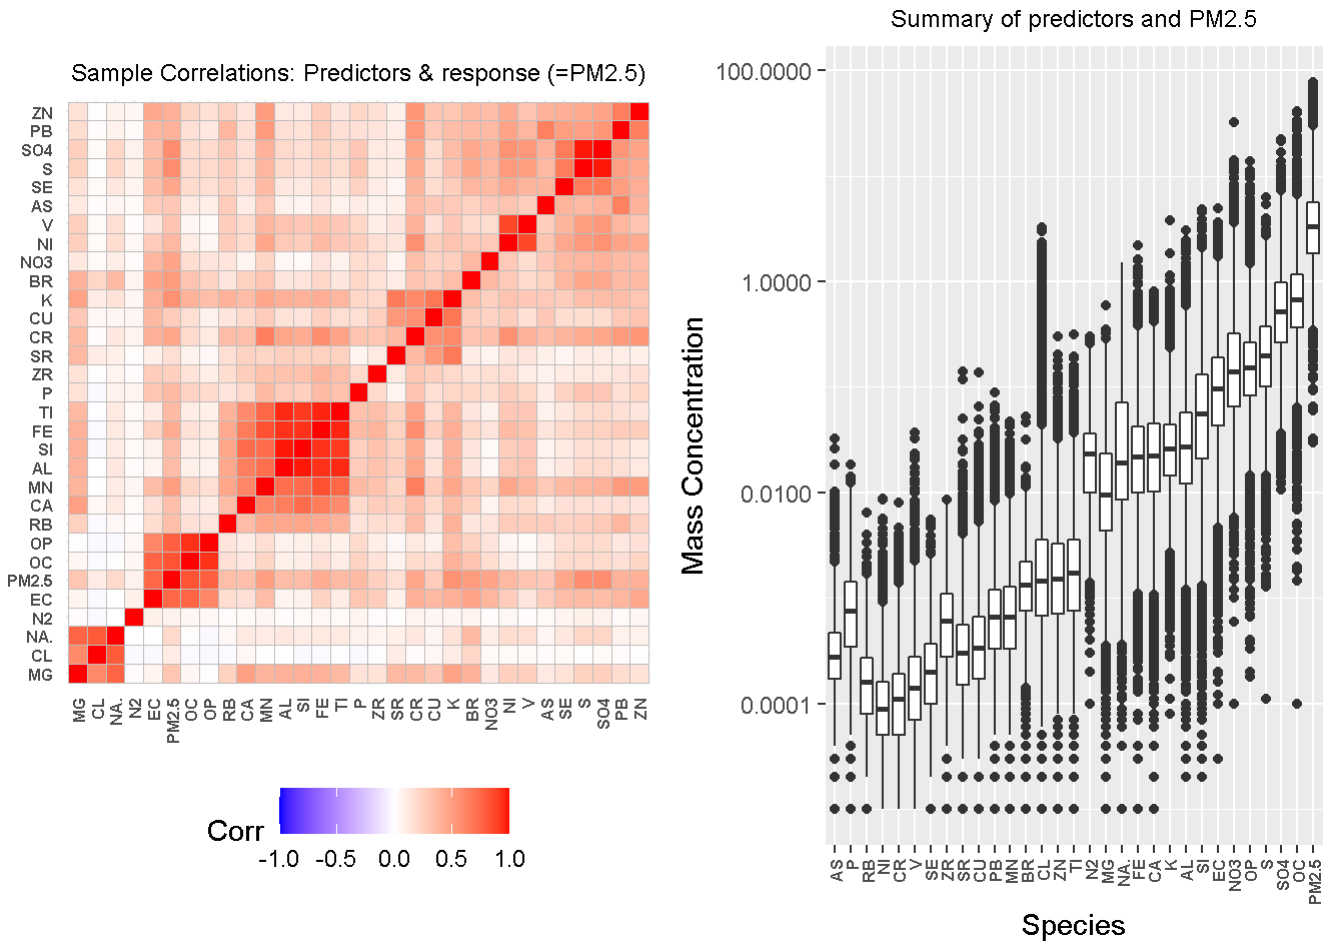 Sample Correlations: Predictors & response (=PM2.5)
ZN
PB
SO4
S
SE
AS
V
NI
NO3
BR
K
CU
CR
SR
ZR
P
TI
FE
SI
AL
MN
CA
RB
OP
OC
PM2.5
EC
N2
NA.
CL
MG
MG CL NA. N2 EC PM2.5 OC OP RB CA MN AL SI FE TI P ZR SR CR CU K BR NO3 NI V AS SE S SO4 PB ZN
Corr
-1.0 -0.5 0.0 0.5 1.0
Summary of predictors and PM2.5
Mass Concentration
100.0000
1.0000
0.0100
0.0001
AS P RB NI CR V SE ZR SR CU PB MN BR CL ZN TI N2 MG NA. FE CA K AL SI EC NO3 OP S SO4 OC PM2.5
Species